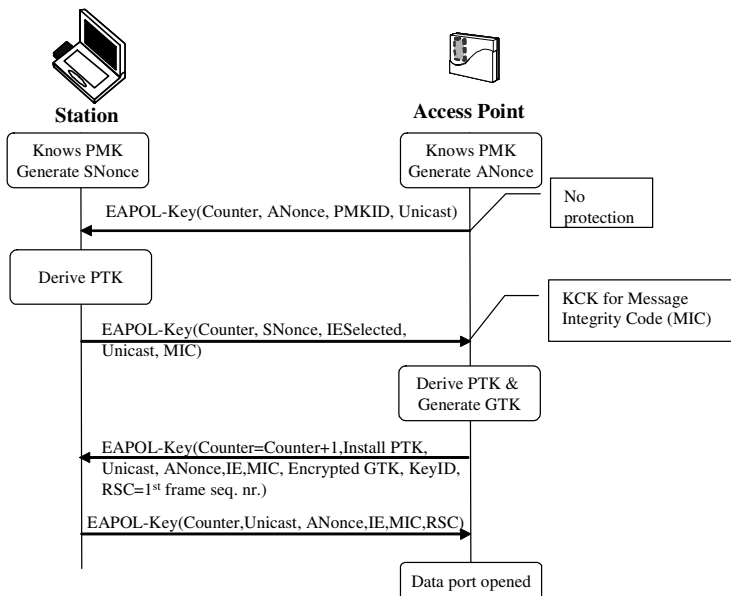 Station
Access Point
Knows PMK
Generate SNonce
Knows PMK
Generate ANonce
No
protection
EAPOL-Key(Counter, ANonce, PMKID, Unicast)
Derive PTK
KCK for Message
Integrity Code (MIC)
EAPOL-Key(Counter, SNonce, IESelected,
Unicast, MIC)
Derive PTK &
Generate GTK
EAPOL-Key(Counter=Counter+1,Install PTK,
Unicast, ANonce,IE,MIC, Encrypted GTK, KeyID,
RSC=1st frame seq. nr.)
EAPOL-Key(Counter,Unicast, ANonce,IE,MIC,RSC)
Data port opened